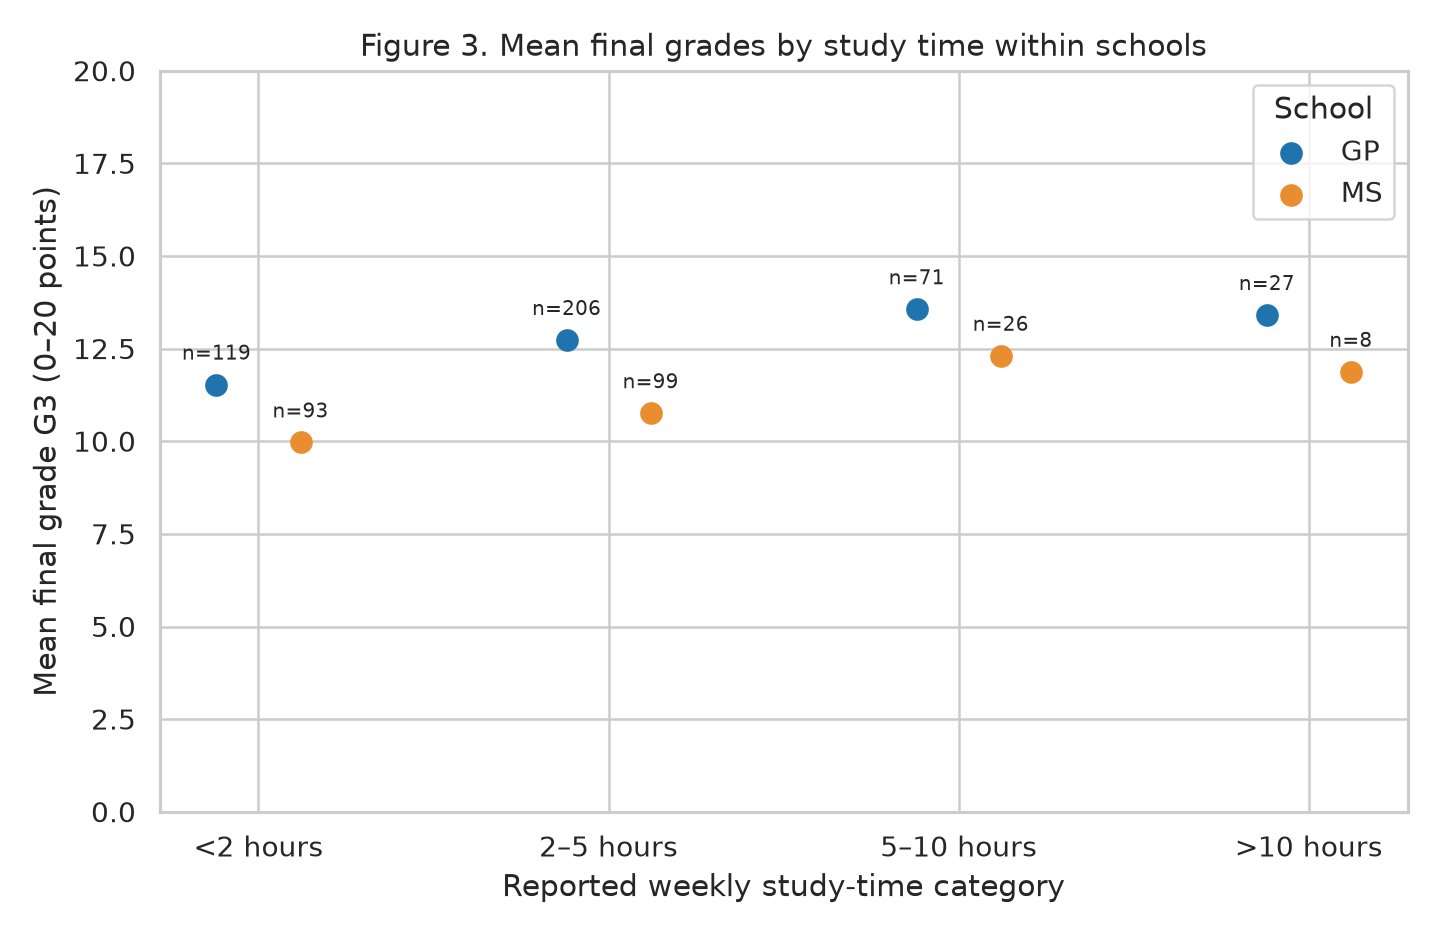 Figure 3. Mean final grades by study time within schools
Mean final grade G3 (0–20 points)
20.0
17.5
15.0
12.5
10.0
7.5
5.0
2.5
0.0
School
GP
MS
n=119
n=93
n=206
n=99
n=71
n=26
n=27
n=8
<2 hours
2–5 hours
5–10 hours
>10 hours
Reported weekly study-time category